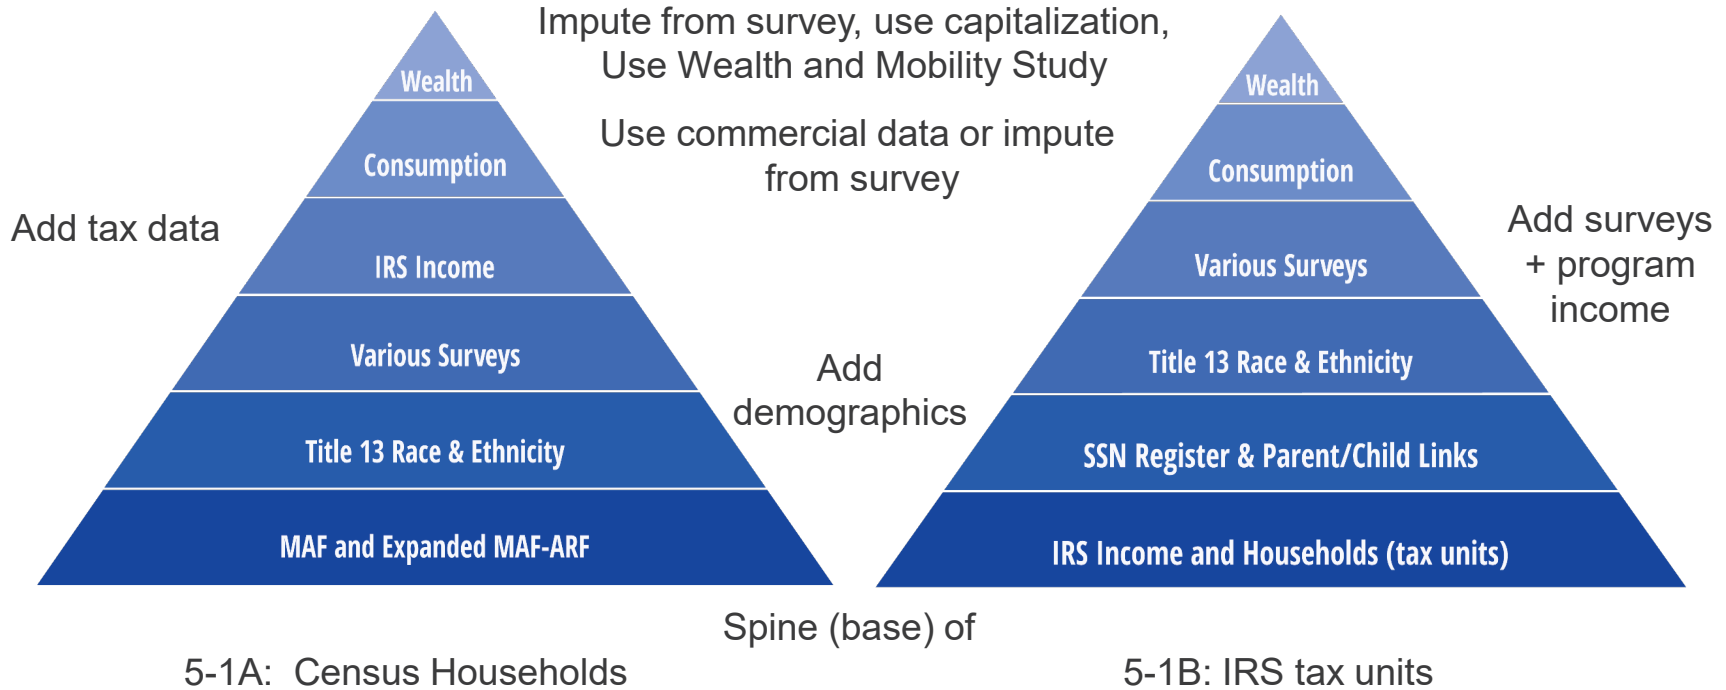 Impute from survey, use capitalization,
Use Wealth and Mobility Study
Wealth
Wealth
Use commercial data or impute
from survey
Consumption
Consumption
Add tax data
Add surveys
+ program
income
IRS Income
Various Surveys
Various Surveys
Title 13 Race & Ethnicity
Add
demographics
Title 13 Race & Ethnicity
SSN Register & Parent/Child Links
MAF and Expanded MAF-ARF
IRS Income and Households (tax units)
Spine (base) of
5-1A: Census Households
5-1B: IRS tax units